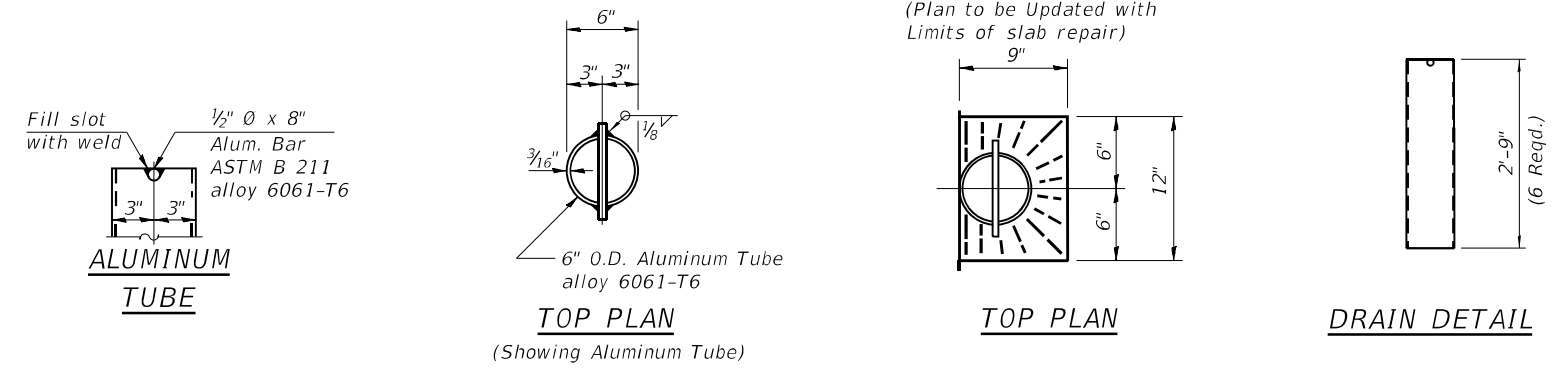 Fill slot
with weld
½" Ø x 8"
Alum. Bar
ASTM B 211
alloy 6061-T6
3" 3"
ALUMINUM
TUBE
6"
3" 3"
1/8
3/16"
6" O.D. Aluminum Tube
alloy 6061-T6
TOP PLAN
(Showing Aluminum Tube)
(Plan to be Updated with
Limits of slab repair)
9"
6"
6"
12"
TOP PLAN
2'-9"
(6 Reqd.)
DRAIN DETAIL